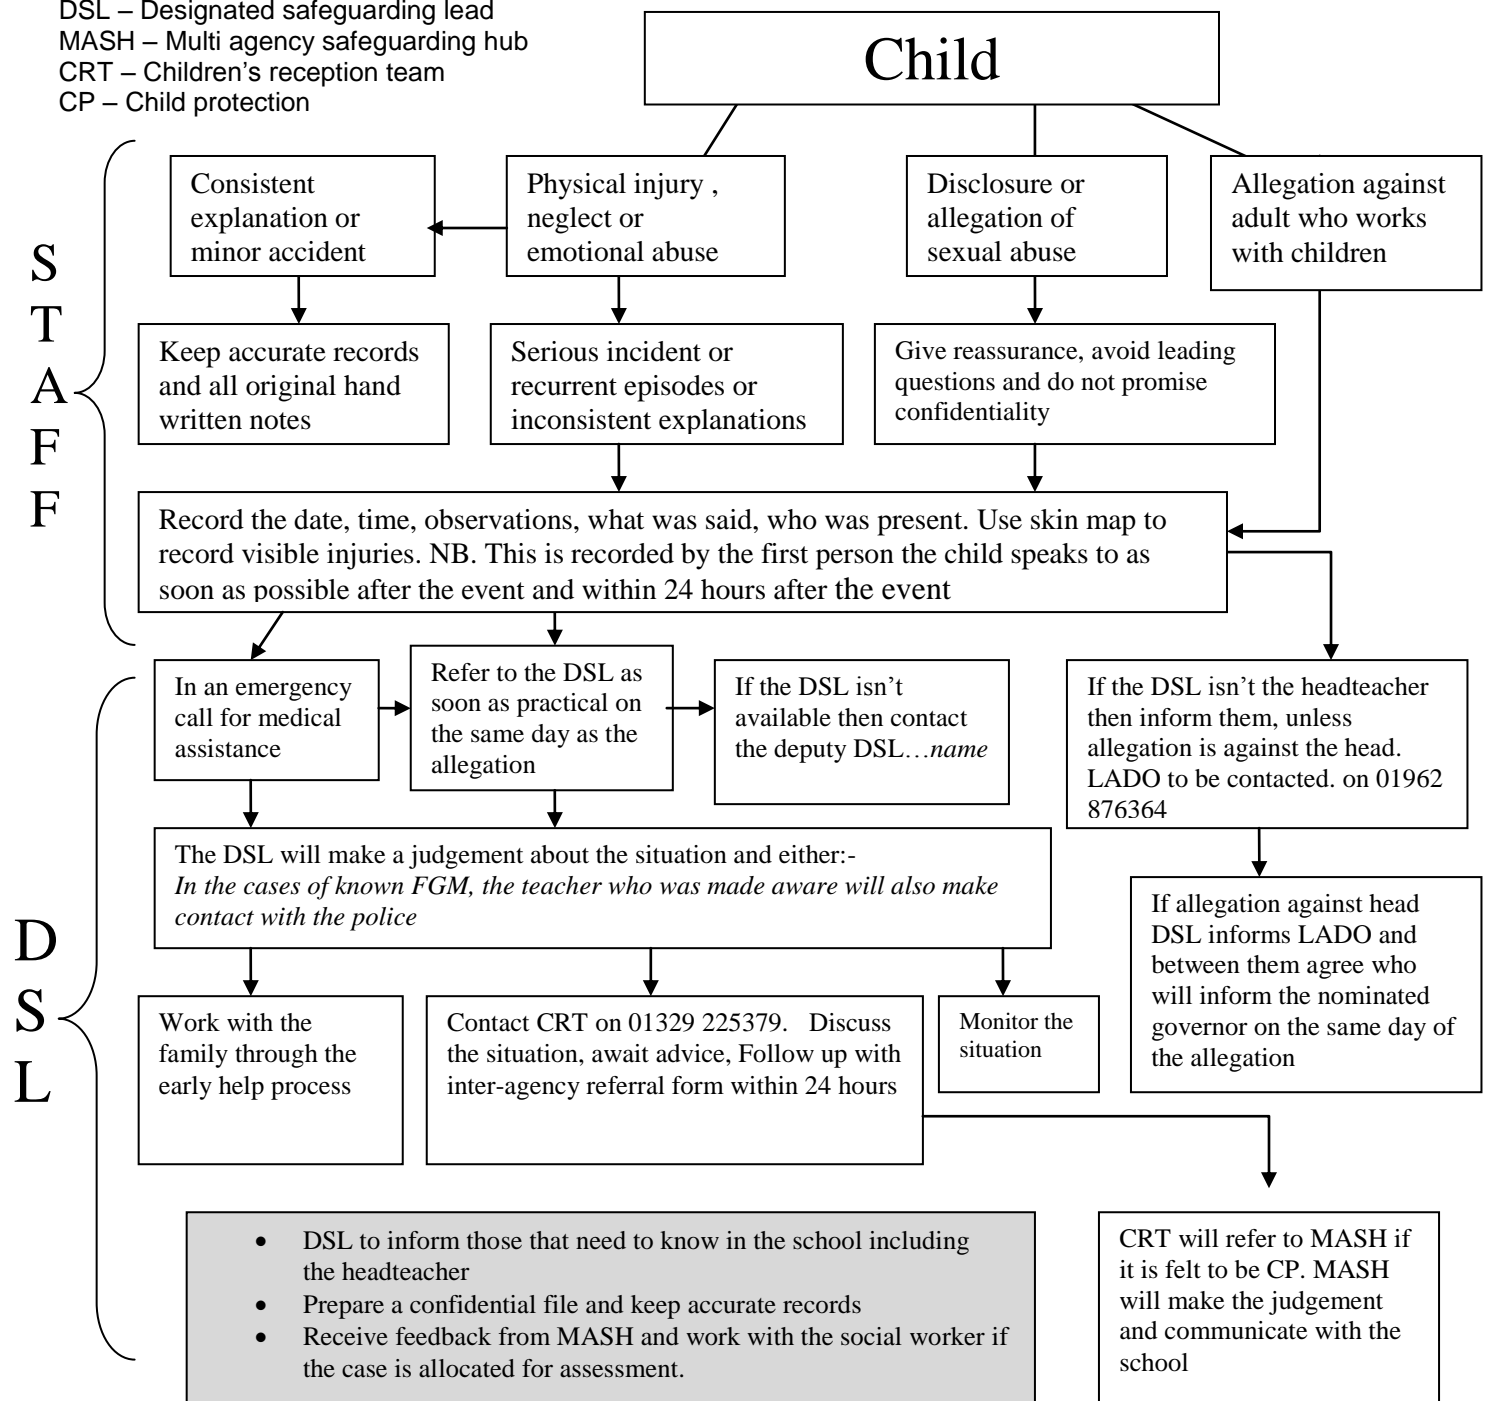 DSL – Designated safeguarding lead
MASH – Multi agency safeguarding hub
CRT – Children's reception team
CP – Child protection
Child
S
T
A
F
F
Consistent
explanation or
minor accident
Physical injury ,
neglect or
emotional abuse
Disclosure or
allegation of
sexual abuse
Allegation against
adult who works
with children
Keep accurate records
and all original hand
written notes
Serious incident or
recurrent episodes or
inconsistent explanations
Give reassurance, avoid leading
questions and do not promise
confidentiality
Record the date, time, observations, what was said, who was present. Use skin map to
record visible injuries. NB. This is recorded by the first person the child speaks to as
soon as possible after the event and within 24 hours after the event
D
S
L
In an emergency
call for medical
assistance
Refer to the DSL as
soon as practical on
the same day as the
allegation
If the DSL isn't
available then contact
the deputy DSL…name
If the DSL isn't the headteacher
then inform them, unless
allegation is against the head.
LADO to be contacted. on 01962
876364
The DSL will make a judgement about the situation and either:-
In the cases of known FGM, the teacher who was made aware will also make
contact with the police
If allegation against head
DSL informs LADO and
between them agree who
will inform the nominated
governor on the same day of
the allegation
Work with the
family through the
early help process
Contact CRT on 01329 225379. Discuss
the situation, await advice, Follow up with
inter-agency referral form within 24 hours
Monitor the
situation
• DSL to inform those that need to know in the school including
the headteacher
• Prepare a confidential file and keep accurate records
• Receive feedback from MASH and work with the social worker if
the case is allocated for assessment.
CRT will refer to MASH if
it is felt to be CP. MASH
will make the judgement
and communicate with the
school